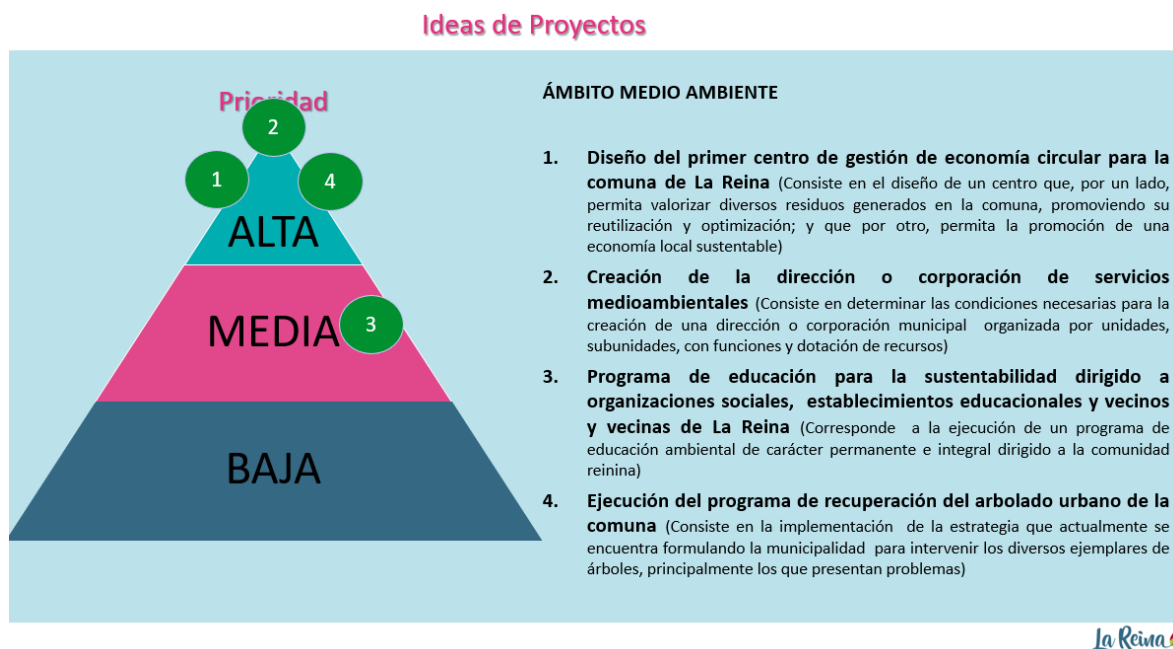 Ideas de Proyectos
Prioridad
2
1
4
ALTA
MEDIA
3
BAJA
ÁMBITO MEDIO AMBIENTE
1. Diseño del primer centro de gestión de economía circular para la
comuna de La Reina (Consiste en el diseño de un centro que, por un lado,
permita valorizar diversos residuos generados en la comuna, promoviendo su
reutilización y optimización; y que por otro, permita la promoción de una
economía local sustentable)
2. Creación de la dirección o corporación de servicios
medioambientales (Consiste en determinar las condiciones necesarias para la
creación de una dirección o corporación municipal organizada por unidades,
subunidades, con funciones y dotación de recursos)
3. Programa de educación para la sustentabilidad dirigido a
organizaciones sociales, establecimientos educacionales y vecinos
y vecinas de La Reina (Corresponde a la ejecución de un programa de
educación ambiental de carácter permanente e integral dirigido a la comunidad
reinina)
4. Ejecución del programa de recuperación del arbolado urbano de la
comuna (Consiste en la implementación de la estrategia que actualmente se
encuentra formulando la municipalidad para intervenir los diversos ejemplares de
árboles, principalmente los que presentan problemas)
La Reina